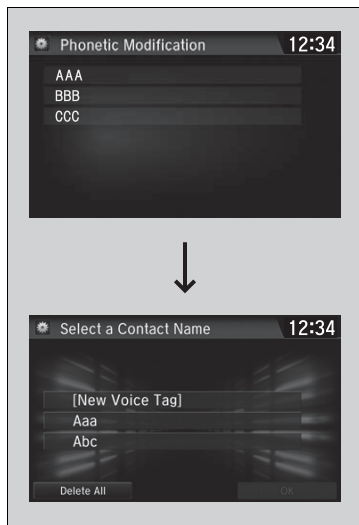 Phonetic Modification 12:34
AAA
BBB
CCC
Select a Contact Name 12:34
[New Voice Tag]
Aaa
Abc
Delete All OK